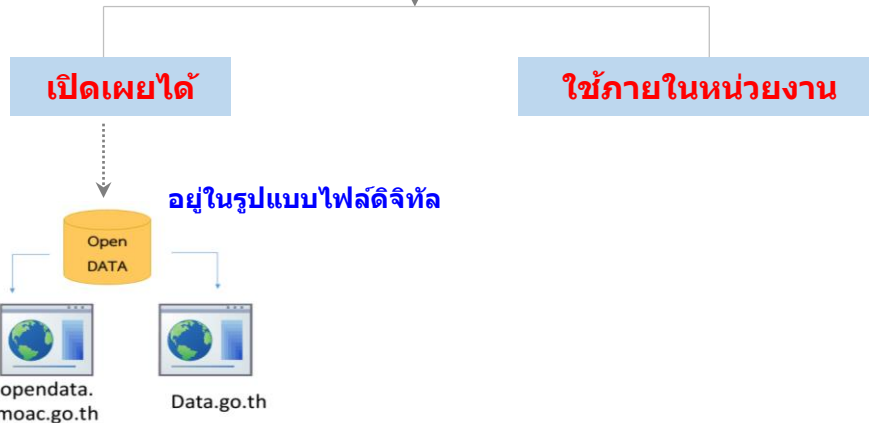 เปิดเผยได้
ใช้ภายในหน่วยงาน
อยู่ในรูปแบบไฟล์ดิจิทัล
Open
DATA
opendata.
moac.go.th
Data.go.th